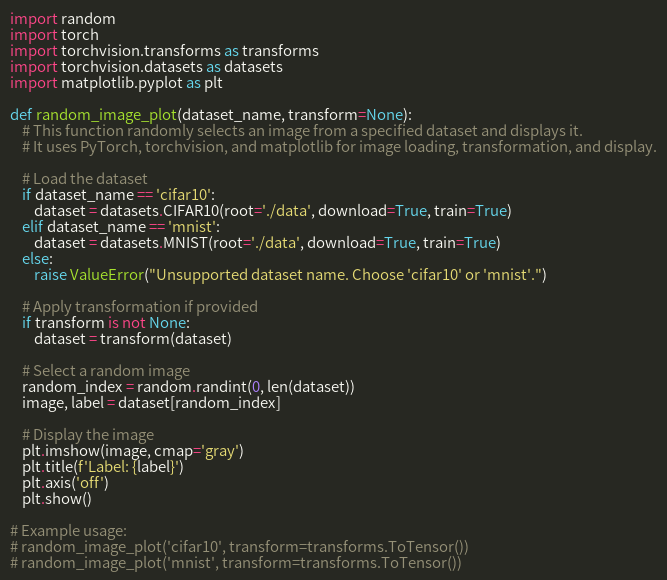 import random
import torch
import torchvision.transforms as transforms
import torchvision.datasets as datasets
import matplotlib.pyplot as plt

def random_image_plot(dataset_name, transform=None):
    # This function randomly selects an image from a specified dataset and displays it.
    # It uses PyTorch, torchvision, and matplotlib for image loading, transformation, and display.

    # Load the dataset
    if dataset_name == 'cifar10':
        dataset = datasets.CIFAR10(root='./data', download=True, train=True)
    elif dataset_name == 'mnist':
        dataset = datasets.MNIST(root='./data', download=True, train=True)
    else:
        raise ValueError("Unsupported dataset name. Choose 'cifar10' or 'mnist'.")

    # Apply transformation if provided
    if transform is not None:
        dataset = transform(dataset)

    # Select a random image
    random_index = random.randint(0, len(dataset))
    image, label = dataset[random_index]

    # Display the image
    plt.imshow(image, cmap='gray')
    plt.title(f'Label: {label}')
    plt.axis('off')
    plt.show()

# Example usage:
# random_image_plot('cifar10', transform=transforms.ToTensor())
# random_image_plot('mnist', transform=transforms.ToTensor())